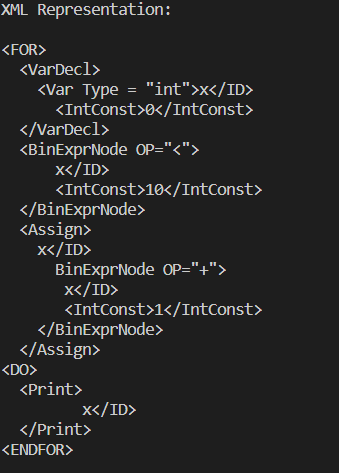 XML Representation:

<FOR>
  <VarDecl>
    <Var Type = "int">x</ID>
      <IntConst>0</IntConst>
  </VarDecl>
  <BinExprNode OP="<">
      x</ID>
      <IntConst>10</IntConst>
  </BinExprNode>
  <Assign>
    x</ID>
      BinExprNode OP="+">
       x</ID>
       <IntConst>1</IntConst>
    </BinExprNode>
  </Assign>
<DO>
  <Print>
         x</ID>
  </Print>
<ENDFOR>